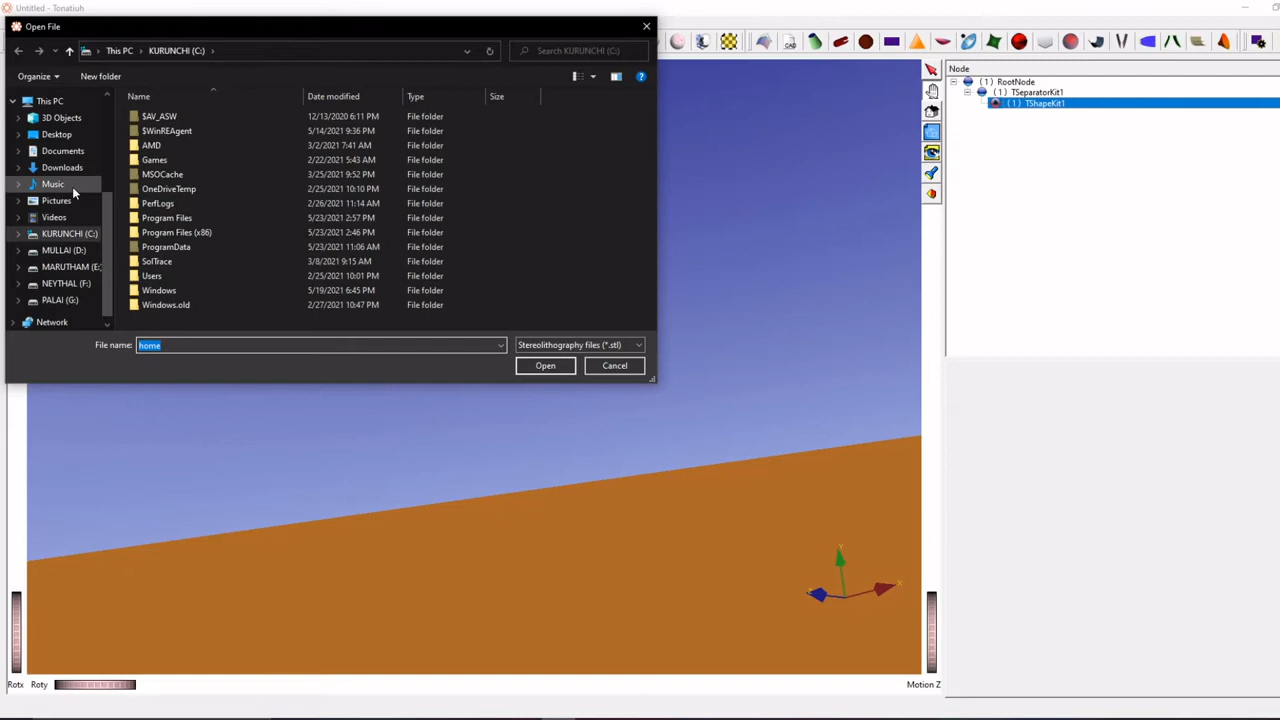 Untitled - Tonatiuh
Open File
This PC > KURUNCHI (C:) >
Search KURUNCHI (C:)
Organize
New folder
Name
Date modified
Type
Size
This PC
3D Objects
Desktop
Documents
Downloads
Music
Pictures
Videos
KURUNCHI (C:)
MULLAI (D:)
MARUTHAM (E:
NEYTHAL (F:)
PALAI (G:)
Network
$AV_ASW 12/13/2020 6:11 PM File folder
$WinREAgent 5/14/2021 9:36 PM File folder
AMD 3/2/2021 7:41 AM File folder
Games 2/22/2021 5:43 AM File folder
MSOCache 3/25/2021 9:52 PM File folder
OneDriveTemp 2/25/2021 10:10 PM File folder
PerfLogs 2/26/2021 11:14 AM File folder
Program Files 5/23/2021 2:57 PM File folder
Program Files (x86) 5/23/2021 2:46 PM File folder
ProgramData 5/23/2021 11:06 AM File folder
SolTrace 3/8/2021 9:15 AM File folder
Users 2/25/2021 10:01 PM File folder
Windows 5/19/2021 6:45 PM File folder
Windows.old 2/27/2021 10:47 PM File folder
File name: home
Stereolithography files (*.stl)
Open
Cancel
CAD
Node
(1) RootNode
(1) TSeparatorKit1
(1) TShapeKit1
Y
X
Rotx Roty
Motion Z